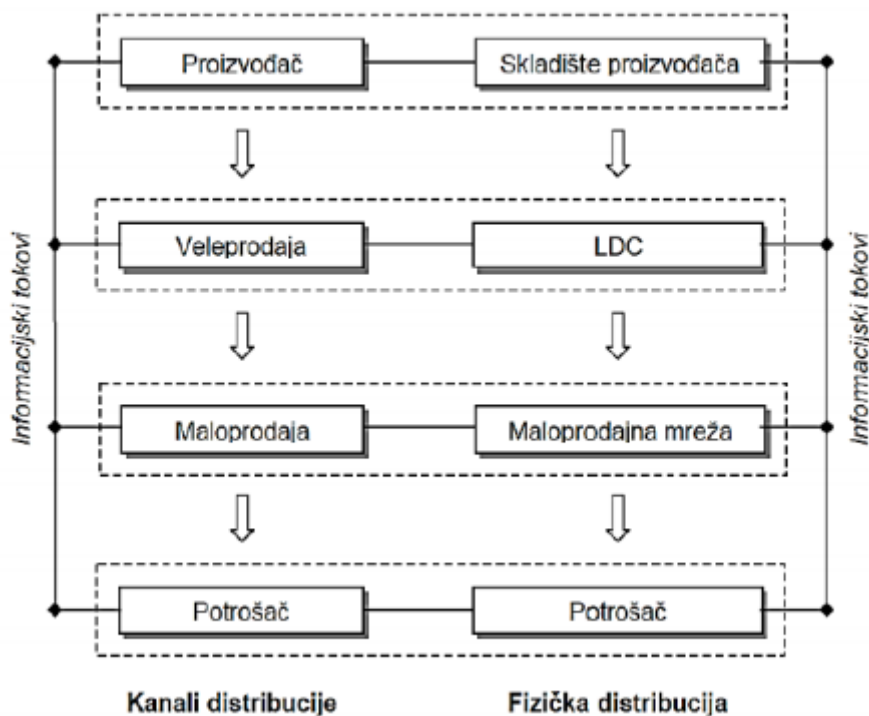 Proizvođač
Skladište proizvođača
Veleprodaja
LDC
Maloprodaja
Maloprodajna mreža
Potrošač
Potrošač
Informacijski tokovi
Informacijski tokovi
Kanali distribucije
Fizička distribucija